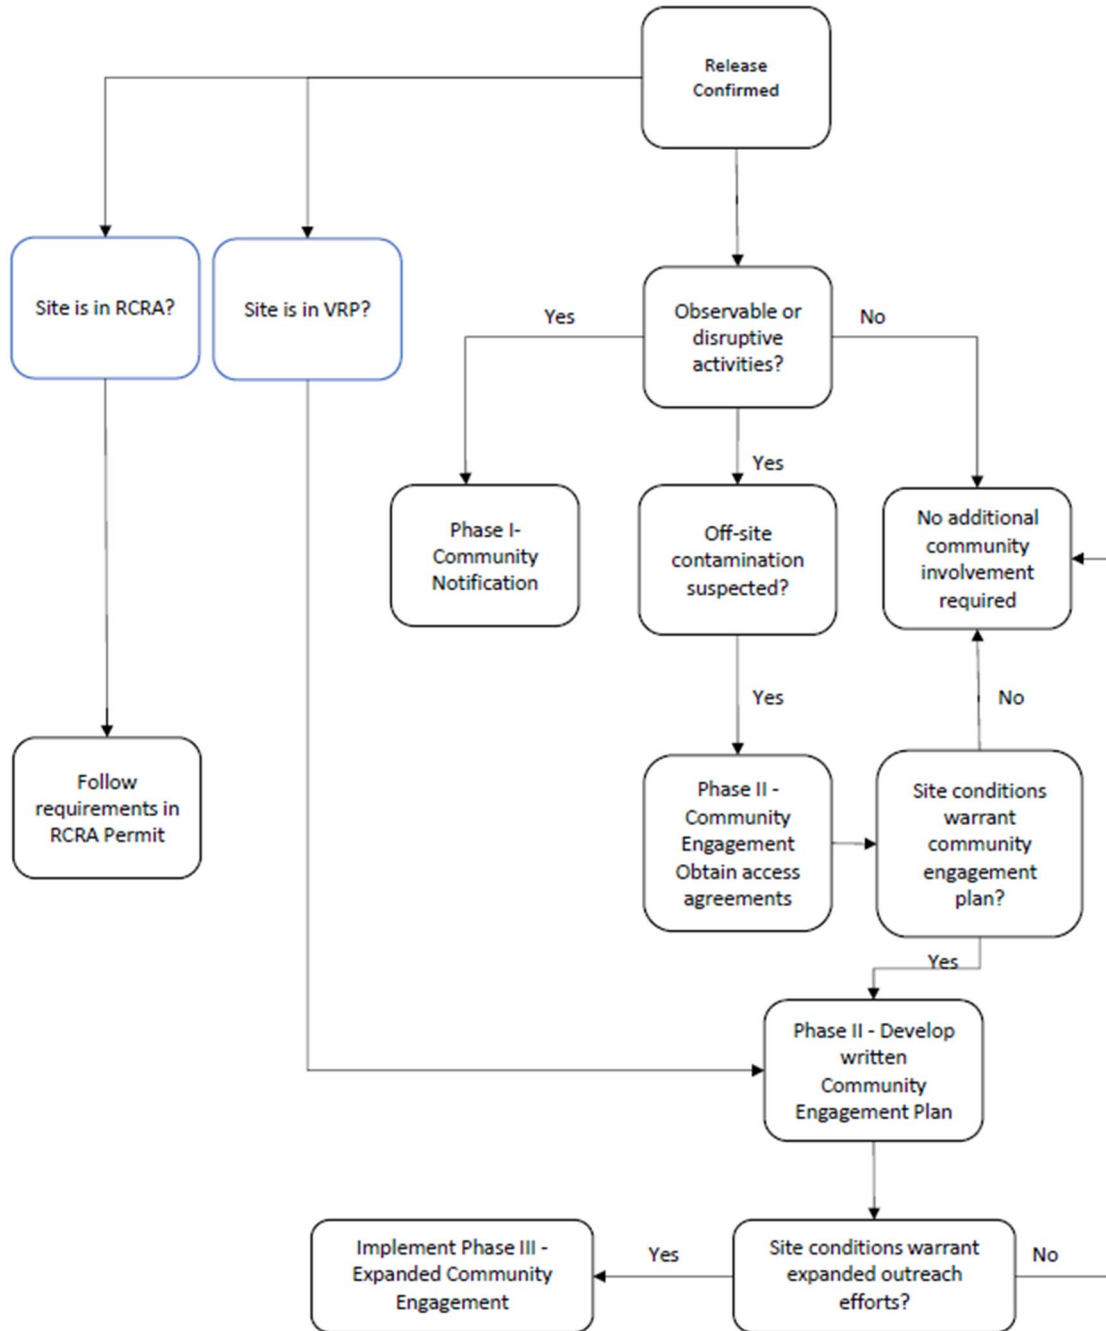 Release
Confirmed
Site is in RCRA?
Site is in VRP?
Yes
Observable or
disruptive
activities?
No
Yes
Phase I-
Community
Notification
Off-site
contamination
suspected?
No additional
community
involvement
required
Yes
No
Follow
requirements in
RCRA Permit
Phase II -
Community
Engagement
Obtain access
agreements
Site conditions
warrant
community
engagement
plan?
Yes
Phase II - Develop
written
Community
Engagement Plan
Implement Phase III -
Expanded Community
Engagement
Yes
Site conditions warrant
expanded outreach
efforts?
No